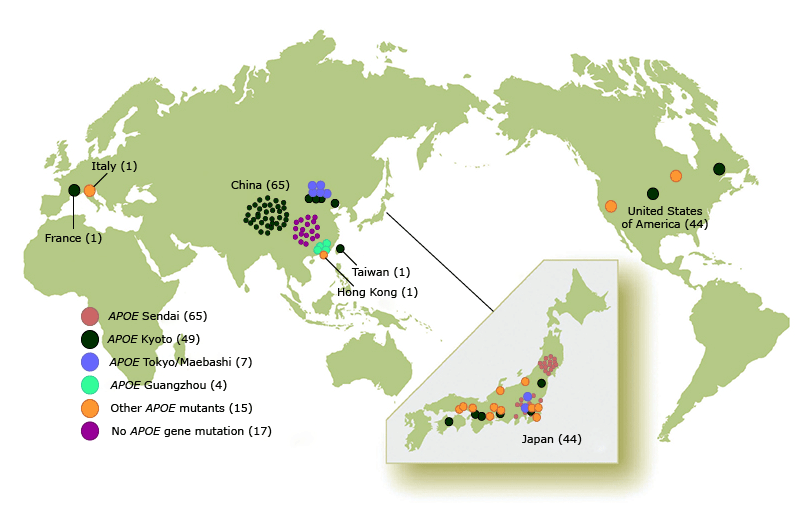 Italy (1)
China (65)
France (1)
United States
of America (44)
Taiwan (1)
Hong Kong (1)
APOE Sendai (65)
APOE Kyoto (49)
APOE Tokyo/Maebashi (7)
APOE Guangzhou (4)
Other APOE mutants (15)
No APOE gene mutation (17)
Japan (44)